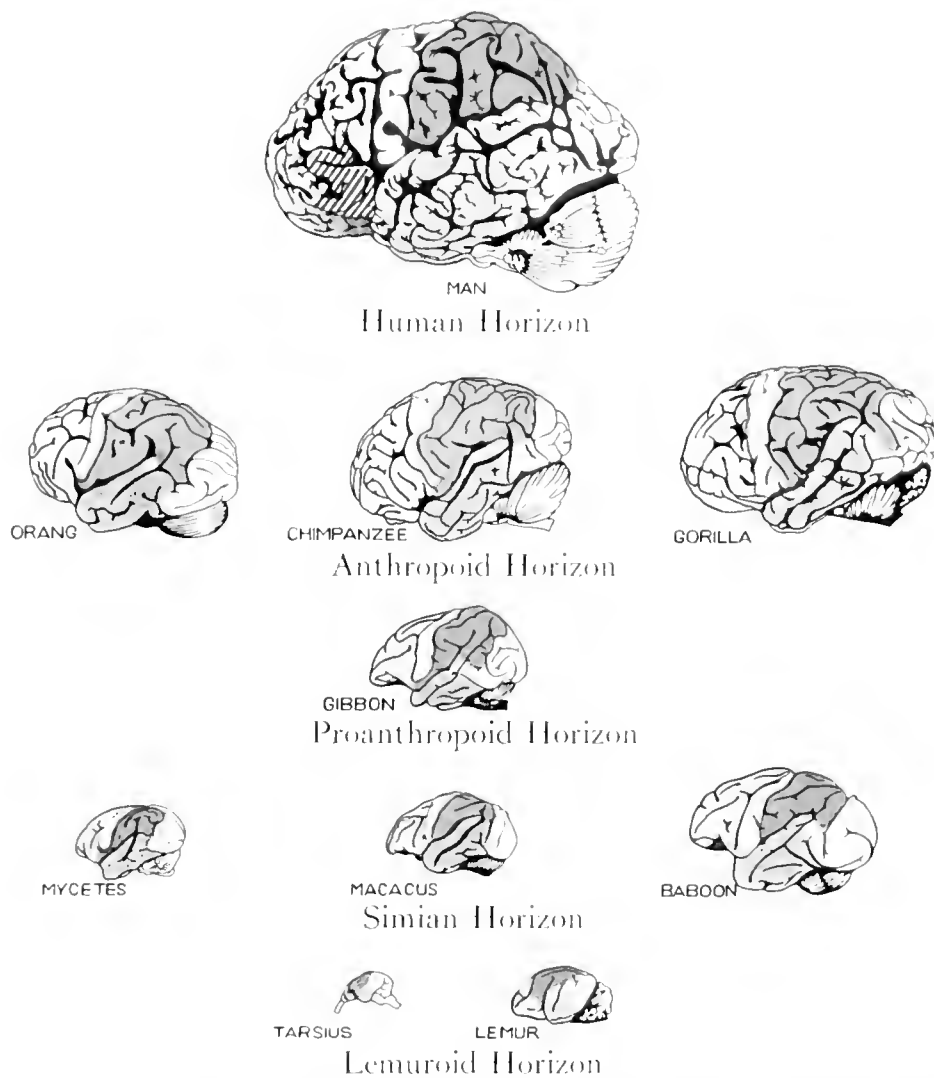 MAN
Human Horizon
ORANG
CHIMPANZEE
GORILLA
Anthropoid Horizon
GIBBON
Proanthropoid Horizon
MYCETES
MACACUS
BABOON
Simian Horizon
TARSIUS
LEMUR
Lemuroid Horizon